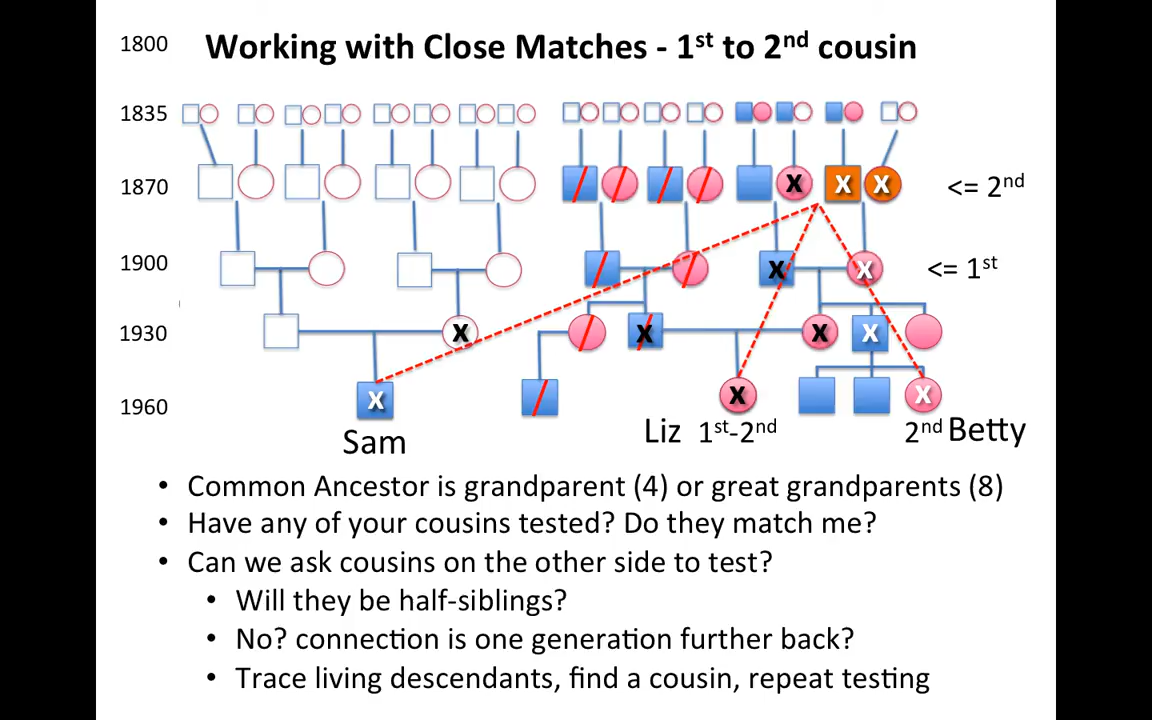 1800 Working with Close Matches - 1st to 2nd cousin
1835
1870 X X X <= 2nd
1900 X X <= 1st
1930 X X X X
1960 X X X
Sam Liz 1st-2nd 2nd Betty
• Common Ancestor is grandparent (4) or great grandparents (8)
• Have any of your cousins tested? Do they match me?
• Can we ask cousins on the other side to test?
• Will they be half-siblings?
• No? connection is one generation further back?
• Trace living descendants, find a cousin, repeat testing